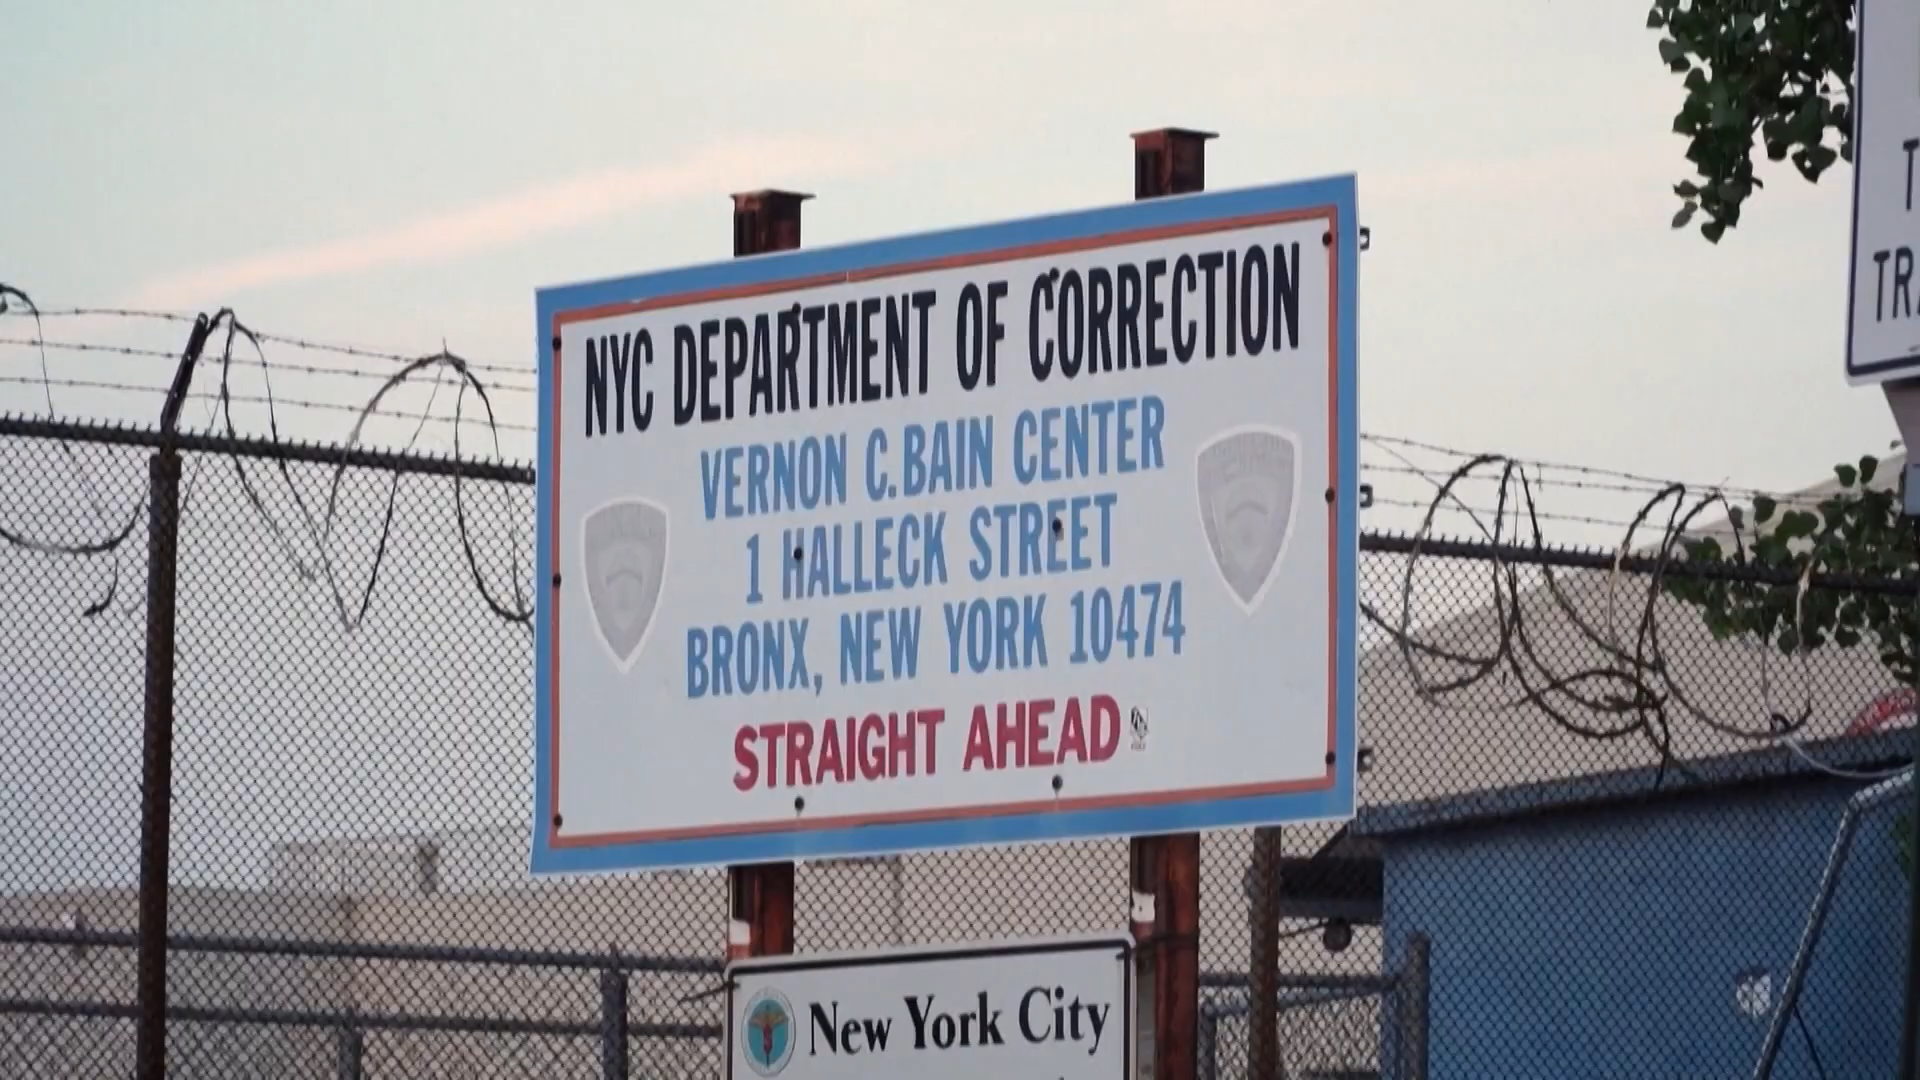 NYC DEPARTMENT OF CORRECTION
VERNON C. BAIN CENTER
1 HALLECK STREET
BRONX, NEW YORK 10474
STRAIGHT AHEAD
New York City